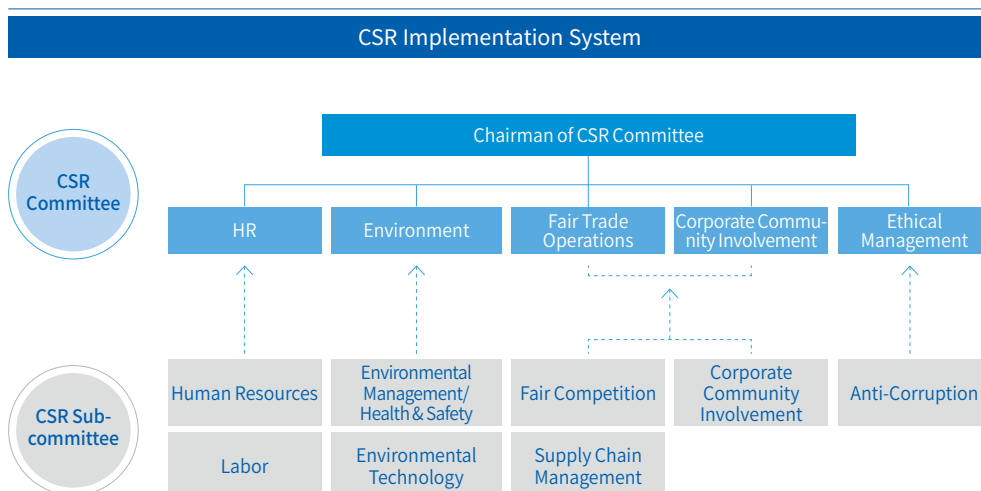 CSR Implementation System
Chairman of CSR Committee
CSR
Committee
HR
Environment
Fair Trade
Operations
Corporate Commu-
nity Involvement
Ethical
Management
CSR Sub-
committee
Human Resources
Environmental
Management/
Health & Safety
Fair Competition
Corporate
Community
Involvement
Anti-Corruption
Labor
Environmental
Technology
Supply Chain
Management